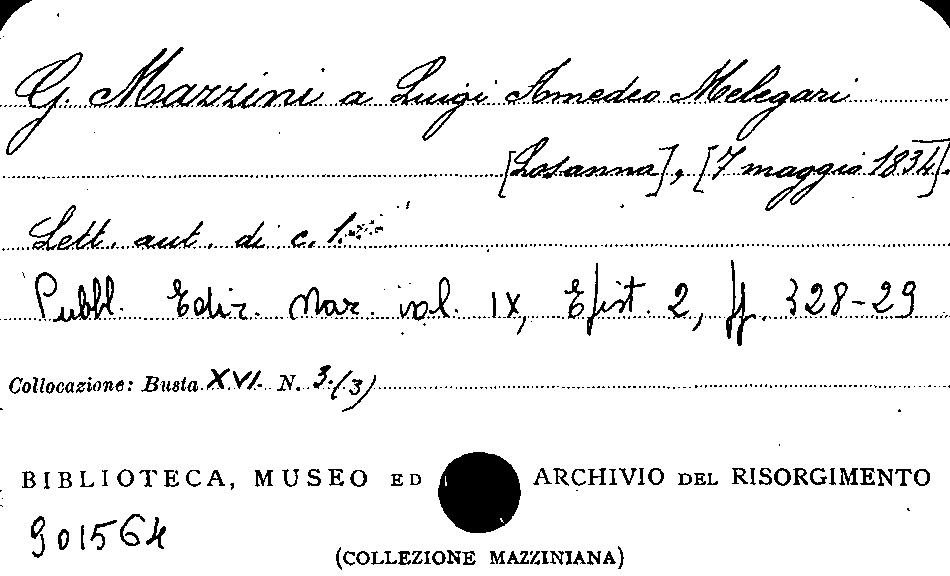 G. Mazzini a Luigi Amedeo Melegari
[Losanna], [7 maggio 1834].
Lett. aut. di c. 1.
Pubbl. Ediz. Naz. vol. IX, Epist. 2, pp. 328-29
Collocazione: Busta XVI. N. 3.(3)
BIBLIOTECA, MUSEO ED ARCHIVIO DEL RISORGIMENTO
901564
(COLLEZIONE MAZZINIANA)